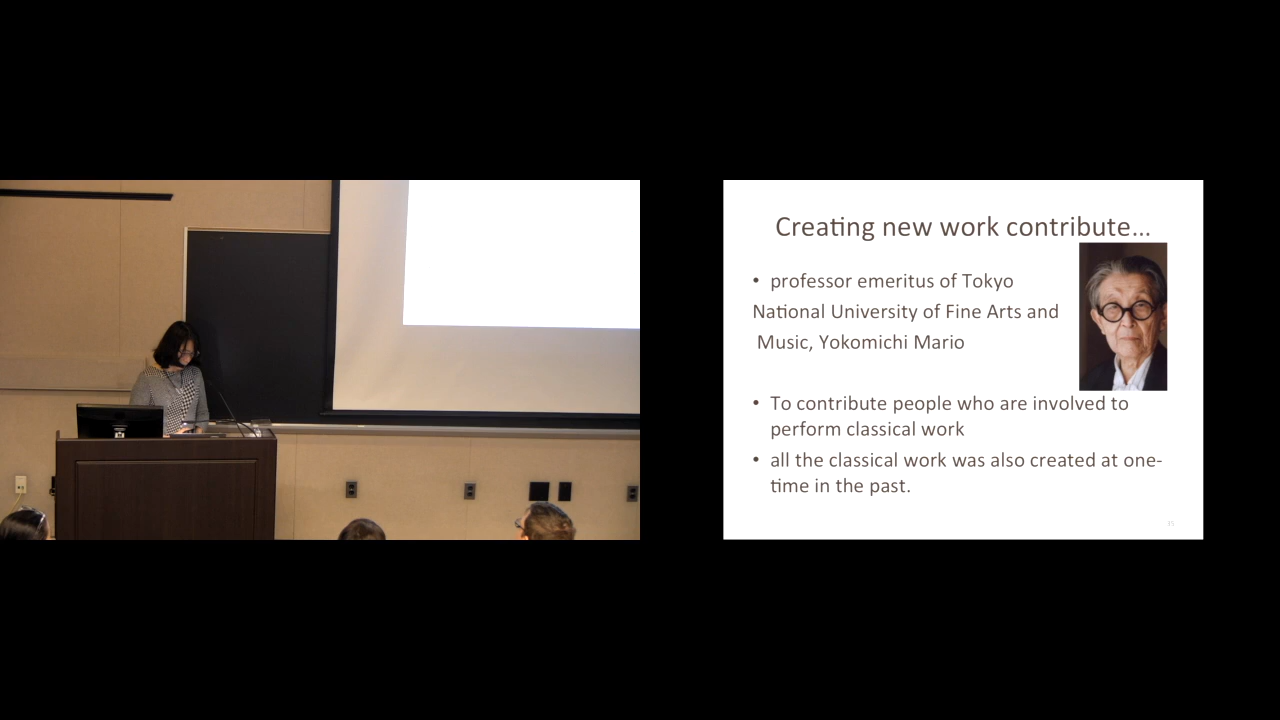 Creating new work contribute...
• professor emeritus of Tokyo
National University of Fine Arts and
Music, Yokomichi Mario
• To contribute people who are involved to
perform classical work
• all the classical work was also created at one-
time in the past.
35